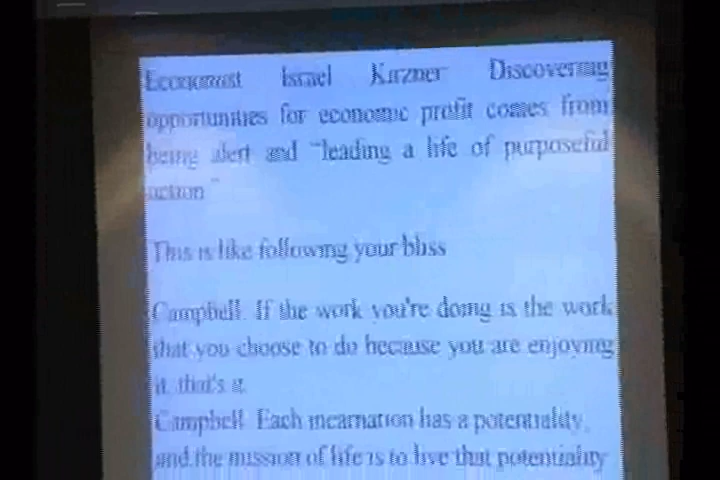 Economist Israel Kirzner Discovering
opportunities for economic profit comes from
being alert and "leading a life of purposeful
action"
This is like following your bliss
Campbell. If the work you're doing is the work
that you choose to do because you are enjoying
it, that's it.
Campbell. Each incarnation has a potentiality,
and the mission of life is to live that potentiality